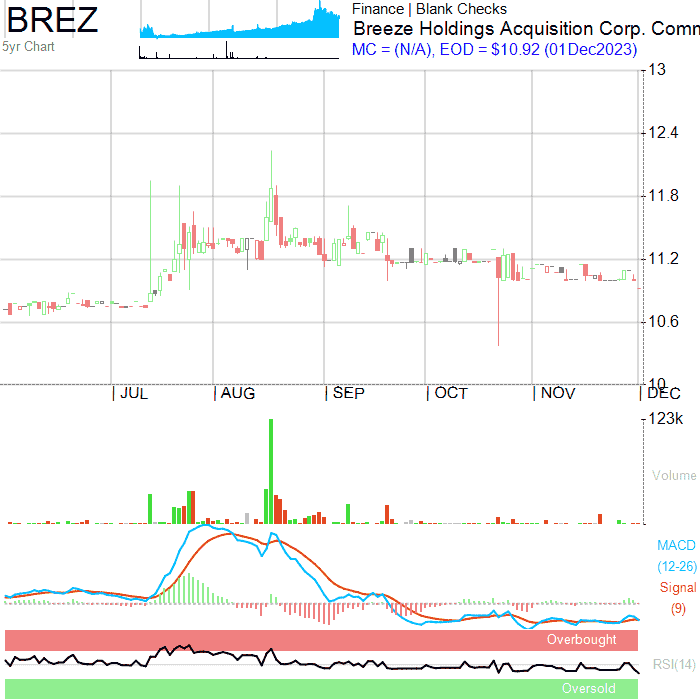 BREZ
5yr Chart
Finance | Blank Checks
Breeze Holdings Acquisition Corp. Comm
MC = (N/A), EOD = $10.92 (01Dec2023)
13
12.4
11.8
11.2
10.6
10
JUL AUG SEP OCT NOV DEC
123k
Volume
MACD
(12-26)
Signal
(9)
Overbought
RSI(14)
Oversold